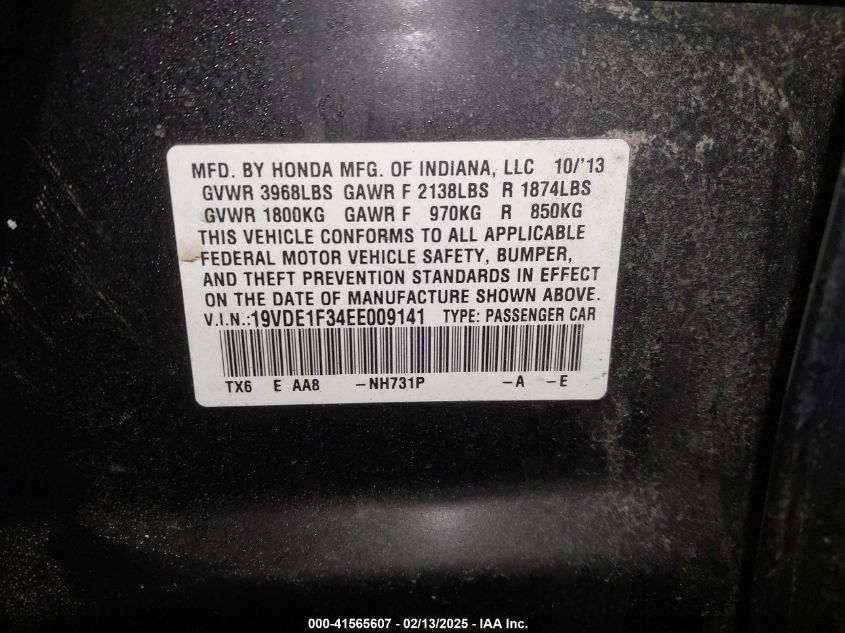 MFD. BY HONDA MFG. OF INDIANA, LLC 10/'13
GVWR 3968LBS GAWR F 2138LBS R 1874LBS
GVWR 1800KG GAWR F 970KG R 850KG
THIS VEHICLE CONFORMS TO ALL APPLICABLE
FEDERAL MOTOR VEHICLE SAFETY, BUMPER,
AND THEFT PREVENTION STANDARDS IN EFFECT
ON THE DATE OF MANUFACTURE SHOWN ABOVE.
V.I.N.:19VDE1F34EE009141 TYPE: PASSENGER CAR
TX6 E AA8 -NH731P -A -E
000-41565607 - 02/13/2025 - IAA Inc.